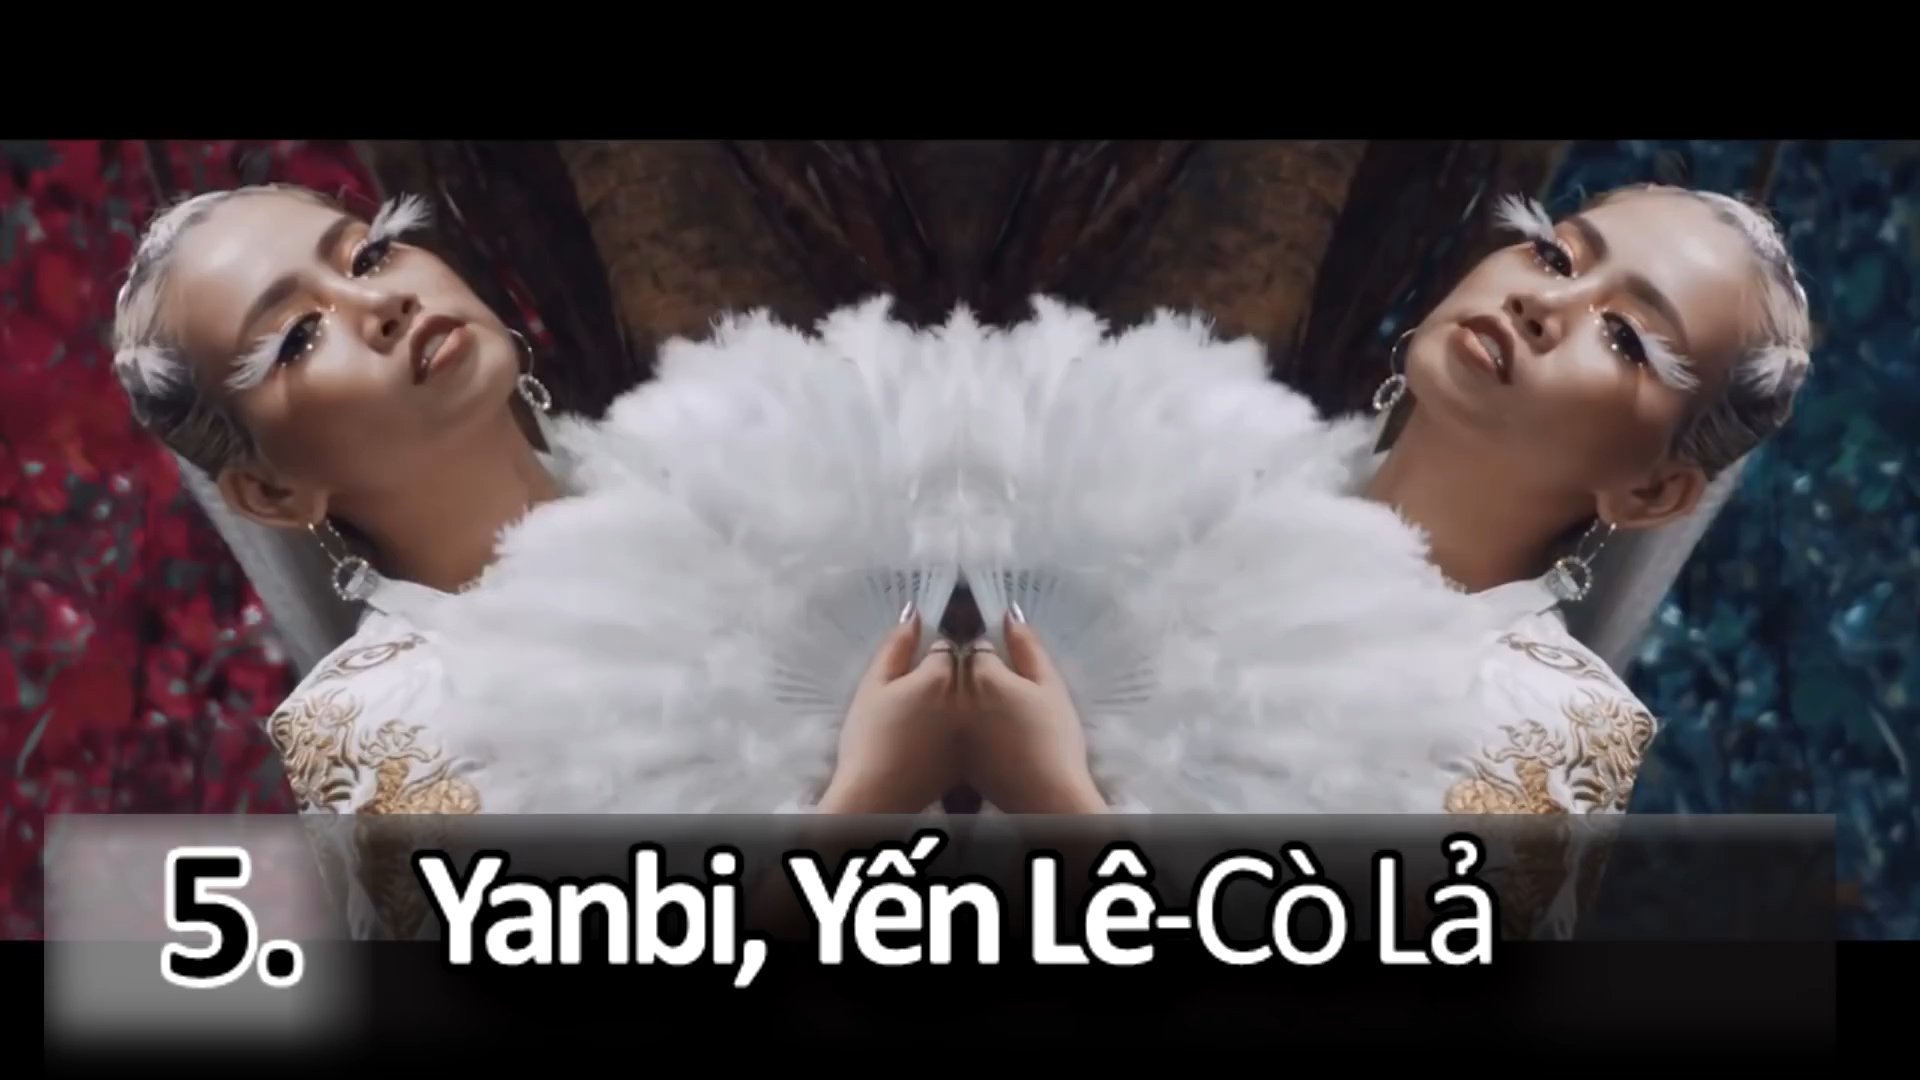 5. Yanbi, Yến Lê-Cò Lả